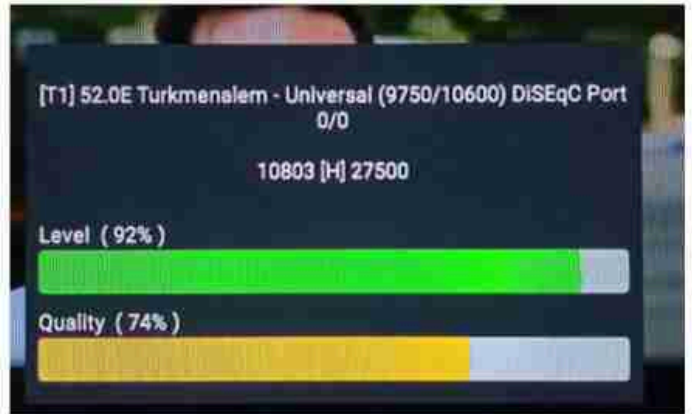 [T1] 52.0E Turkmenalem - Universal (9750/10600) DiSEqC Port
0/0
10803 [H] 27500
Level ( 92% )
Quality ( 74% )